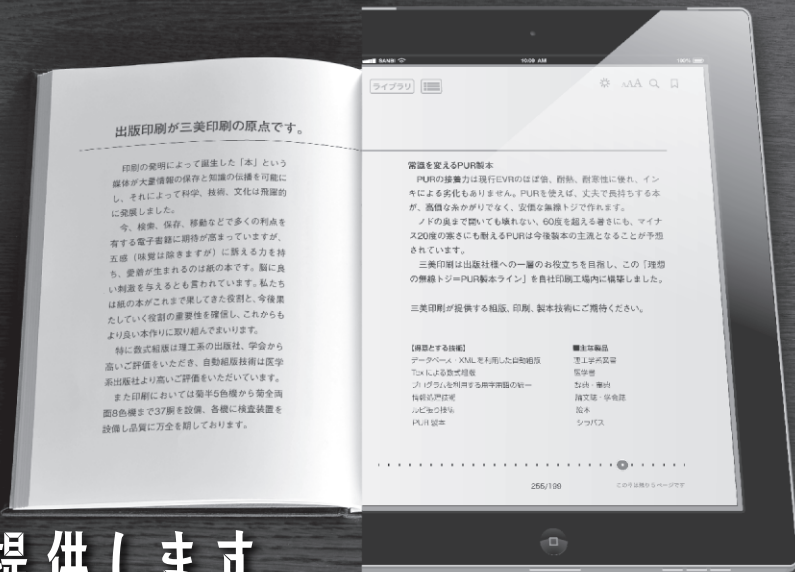 出版印刷が三美印刷の原点です。
印刷の発明によって誕生した「本」という
媒体が大量情報の保存と知識の伝播を可能に
し、それによって科学、技術、文化は飛躍的
に発展しました。
今、検索、保存、移動などで多くの利点を
有する電子書籍に期待が高まっていますが、
五感（味覚は除きますが）に訴える力を持
ち、愛着が生まれるのは紙の本です。脳に良
い刺激を与えるとも言われています。私たち
は紙の本がこれまで果してきた役割と、今後果
たしていく役割の重要性を確信し、これからも
より良い本作りに取り組んでまいります。
特に数式組版は理工系の出版社、学会から
高いご評価をいただき、自動組版技術は医学
系出版社より高いご評価をいただいています。
また印刷においては菊半5色機から菊全両
面8色機まで37胴を設備、各機に検査装置を
設備し品質に万全を期しております。
SANBI
10:09 AM
100%
ライブラリ
AAA
常識を変えるPUR製本
PURの接着力は現行EVRのほぼ倍、耐熱、耐寒性に優れ、イン
キによる劣化もありません。PURを使えば、丈夫で長持ちする本
が、高価な糸かがりでなく、安価な無線トジで作れます。
ノドの奥まで開いても壊れない、60度を超える暑さにも、マイナ
ス20度の寒さにも耐えるPURは今後製本の主流となることが予想
されています。
三美印刷は出版社様への一層のお役立ちを目指し、この「理想
の無線トジ=PUR製本ライン」を自社印刷工場内に構築しました。
三美印刷が提供する組版、印刷、製本技術にご期待ください。
【得意とする技術】
データベース・XMLを利用した自動組版
TeXによる数式組版
プログラムを利用する用字用語の統一
情報処理技術
ルビ振り技術
PUR製本
■主な製品
理工学系図書
医学書
辞典・事典
論文誌・学会誌
絵本
シラバス
255/199
提供します